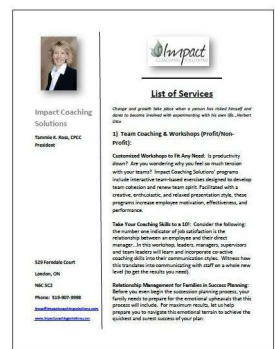 Impact
COACHING SOLUTIONS
List of Services
Impact Coaching
Solutions
Tammie K. Ross, CPCC
President
529 Ferndale Court
London, ON
N6C 5C2
Change and growth take place when a person has risked himself and
dares to become involved with experimenting with his own life...Herbert
Otto
1) Team Coaching & Workshops (Profit/Non-
Profit):
Customized Workshops to Fit Any Need: Is productivity
down? Are you wondering why you feel so much tension
with your teams? Impact Coaching Solutions' programs
include interactive team-based exercises designed to develop
team cohesion and renew team spirit. Facilitated with a
creative, enthusiastic, and relaxed presentation style, these
programs increase employee motivation, effectiveness, and
performance.
Take Your Coaching Skills to a 10!: Consider the following:
the number one indicator of job satisfaction is the
relationship between an employee and their direct
manager...In this workshop, leaders, managers, supervisors
and team leaders will learn and incorporate co-active
coaching skills into their communication styles. Witness how
this translates into communicating with staff on a whole new
level (to get the results you need).
Relationship Management for Families in Success Planning:
Before you even begin the succession planning process, your
family needs to prepare for the emotional upheavals that this
process will include. For maximum results, let us help
prepare you to navigate this emotional terrain to achieve the
quickest and surest success of your plan.